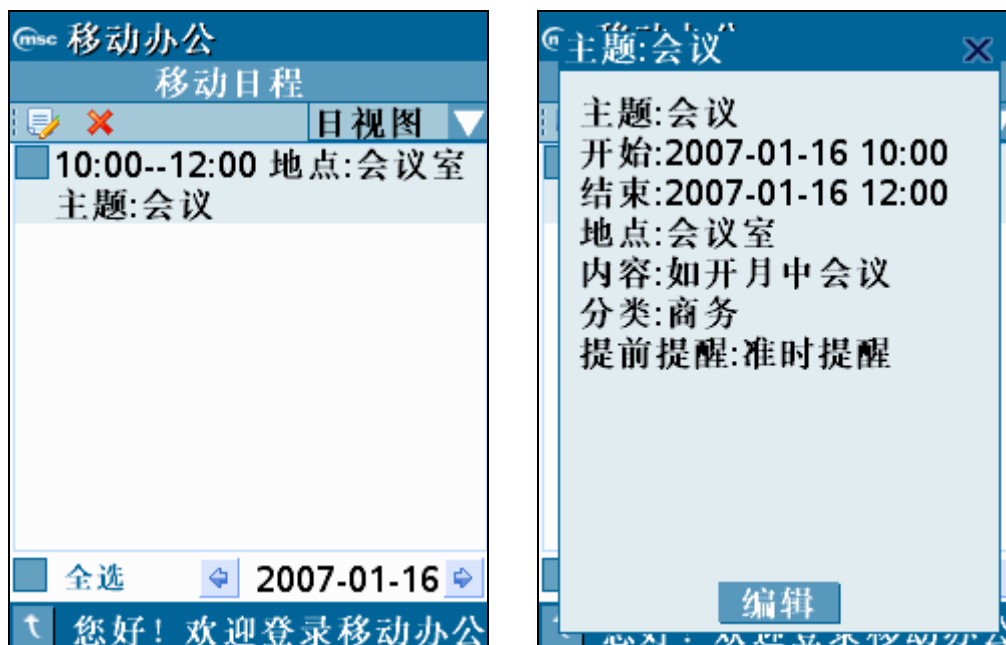 msc 移动办公
移动日程
日视图
10:00--12:00 地点:会议室
主题:会议
全选 2007-01-16
您好！欢迎登录移动办公
主题:会议
主题:会议
开始:2007-01-16 10:00
结束:2007-01-16 12:00
地点:会议室
内容:如开月中会议
分类:商务
提前提醒:准时提醒
编辑